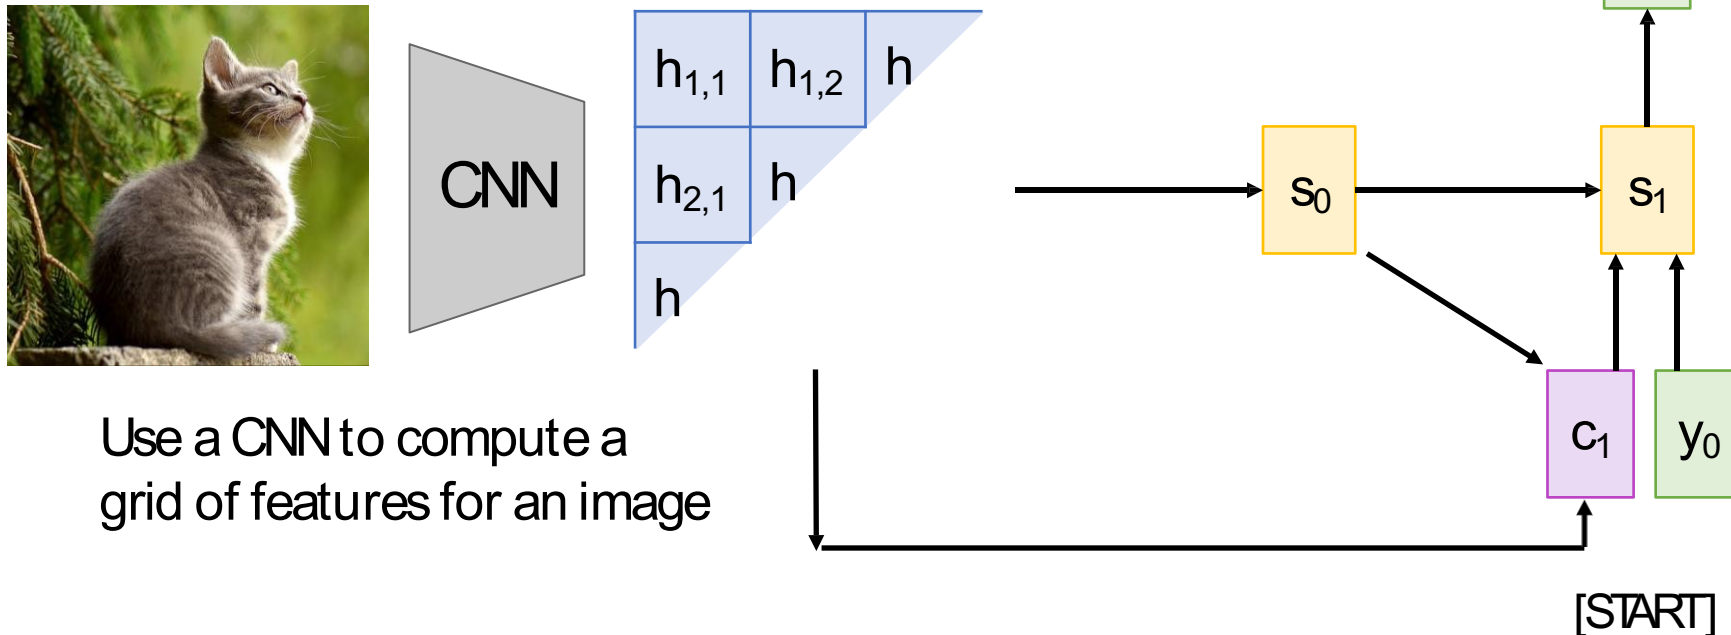 h1,1 h1,2 h
CNN
h2,1 h
s0 s1
h
Use a CNN to compute a
grid of features for an image
c1 y0
[START]